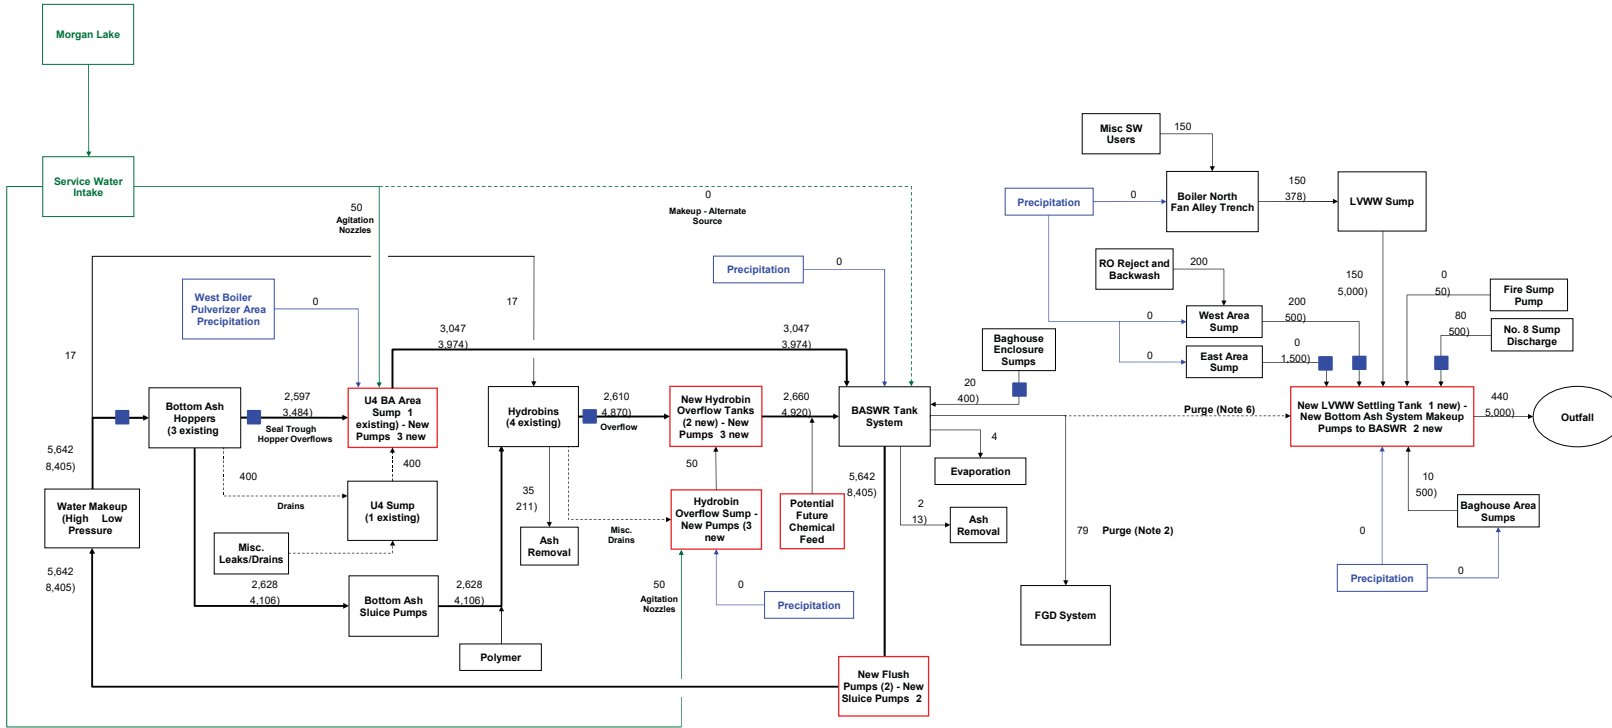 0
Morgan Lake
Service Water
Intake
50
Agitation
Nozzles
0
Makeup - Alternate
Source
Misc SW
Users
150
Precipitation
0
Boiler North
Fan Alley Trench
150
378)
LVWW Sump
RO Reject and
Backwash
200
150
5,000)
0
50)
Fire Sump
Pump
West Boiler
Pulverizer Area
Precipitation
0
17
Precipitation
0
0
West Area
Sump
200
500)
80
500)
No. 8 Sump
Discharge
0
East Area
Sump
0
1,500)
17
3,047
3,974)
3,047
3,974)
Baghouse
Enclosure
Sumps
20
400)
Bottom Ash
Hoppers
(3 existing
2,597
3,484)
Seal Trough
Hopper Overflows
U4 BA Area
Sump 1
existing) - New
Pumps 3 new
Hydrobins
(4 existing)
2,610
4,870)
Overflow
New Hydrobin
Overflow Tanks
(2 new) - New
Pumps 3 new
2,660
4,920)
BASWR Tank
System
Purge (Note 6)
New LVWW Settling Tank 1 new) -
New Bottom Ash System Makeup
Pumps to BASWR 2 new
440
5,000)
Outfall
4
Evaporation
5,642
8,405)
400
Drains
400
U4 Sump
(1 existing)
50
35
211)
Water Makeup
(High Low
Pressure
Misc.
Leaks/Drains
Ash
Removal
Misc.
Drains
Hydrobin
Overflow Sump -
New Pumps (3
new
Potential
Future
Chemical
Feed
5,642
8,405)
2
13)
Ash
Removal
79
Purge (Note 2)
10
500)
Baghouse Area
Sumps
0
5,642
8,405)
2,628
4,106)
Bottom Ash
Sluice Pumps
2,628
4,106)
50
Agitation
Nozzles
0
Precipitation
Precipitation
0
FGD System
Polymer
New Flush
Pumps (2) - New
Sluice Pumps 2